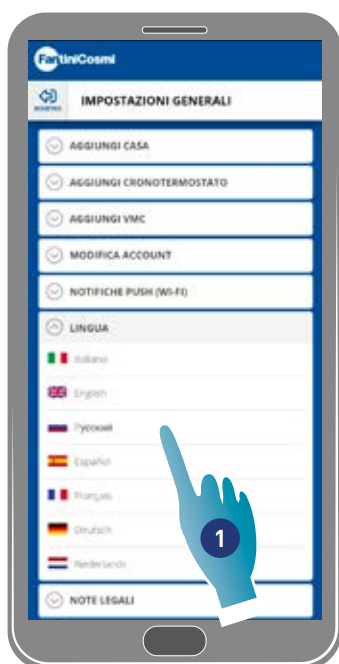 FantiniCosmi
INDIETRO
IMPOSTAZIONI GENERALI
AGGIUNGI CASA
AGGIUNGI CRONOTERMOSTATO
AGGIUNGI VMC
MODIFICA ACCOUNT
NOTIFICHE PUSH (WI-FI)
LINGUA
Italiano
English
Русский
Español
Français
Deutsch
Nederlands
1
NOTE LEGALI